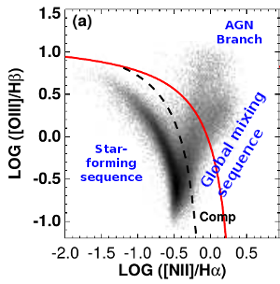 (a)
AGN
Branch
Star-
forming
sequence
Global mixing
sequence
Comp
1.5
1.0
0.5
0.0
-0.5
-1.0
LOG ([OIII]/Hβ)
-2.0 -1.5 -1.0 -0.5 0.0 0.5
LOG ([NII]/Hα)